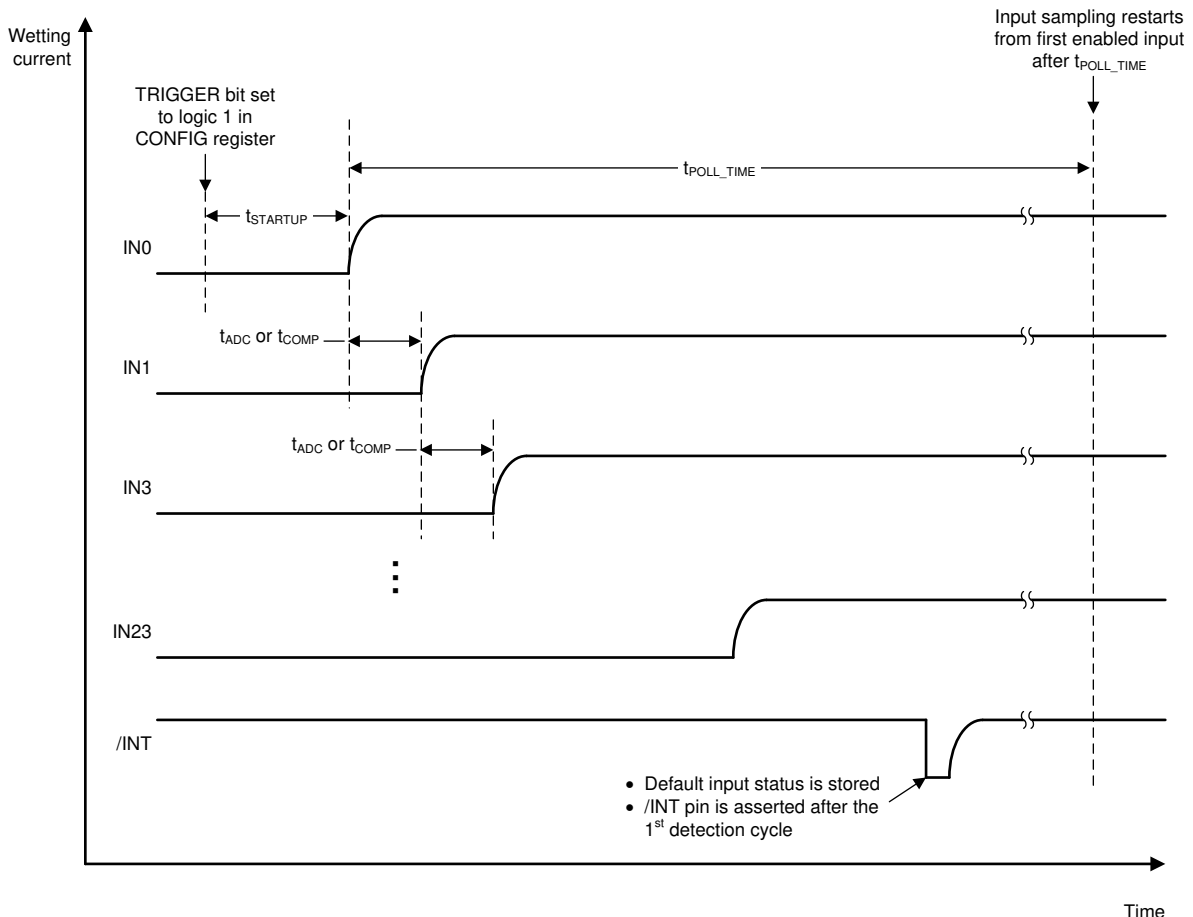 Wetting
current
TRIGGER bit set
to logic 1 in
CONFIG register
Input sampling restarts
from first enabled input
after tPOLL_TIME
tPOLL_TIME
tSTARTUP
IN0
tADC or tCOMP
IN1
tADC or tCOMP
IN3
IN23
/INT
• Default input status is stored
• /INT pin is asserted after the
1st detection cycle
Time